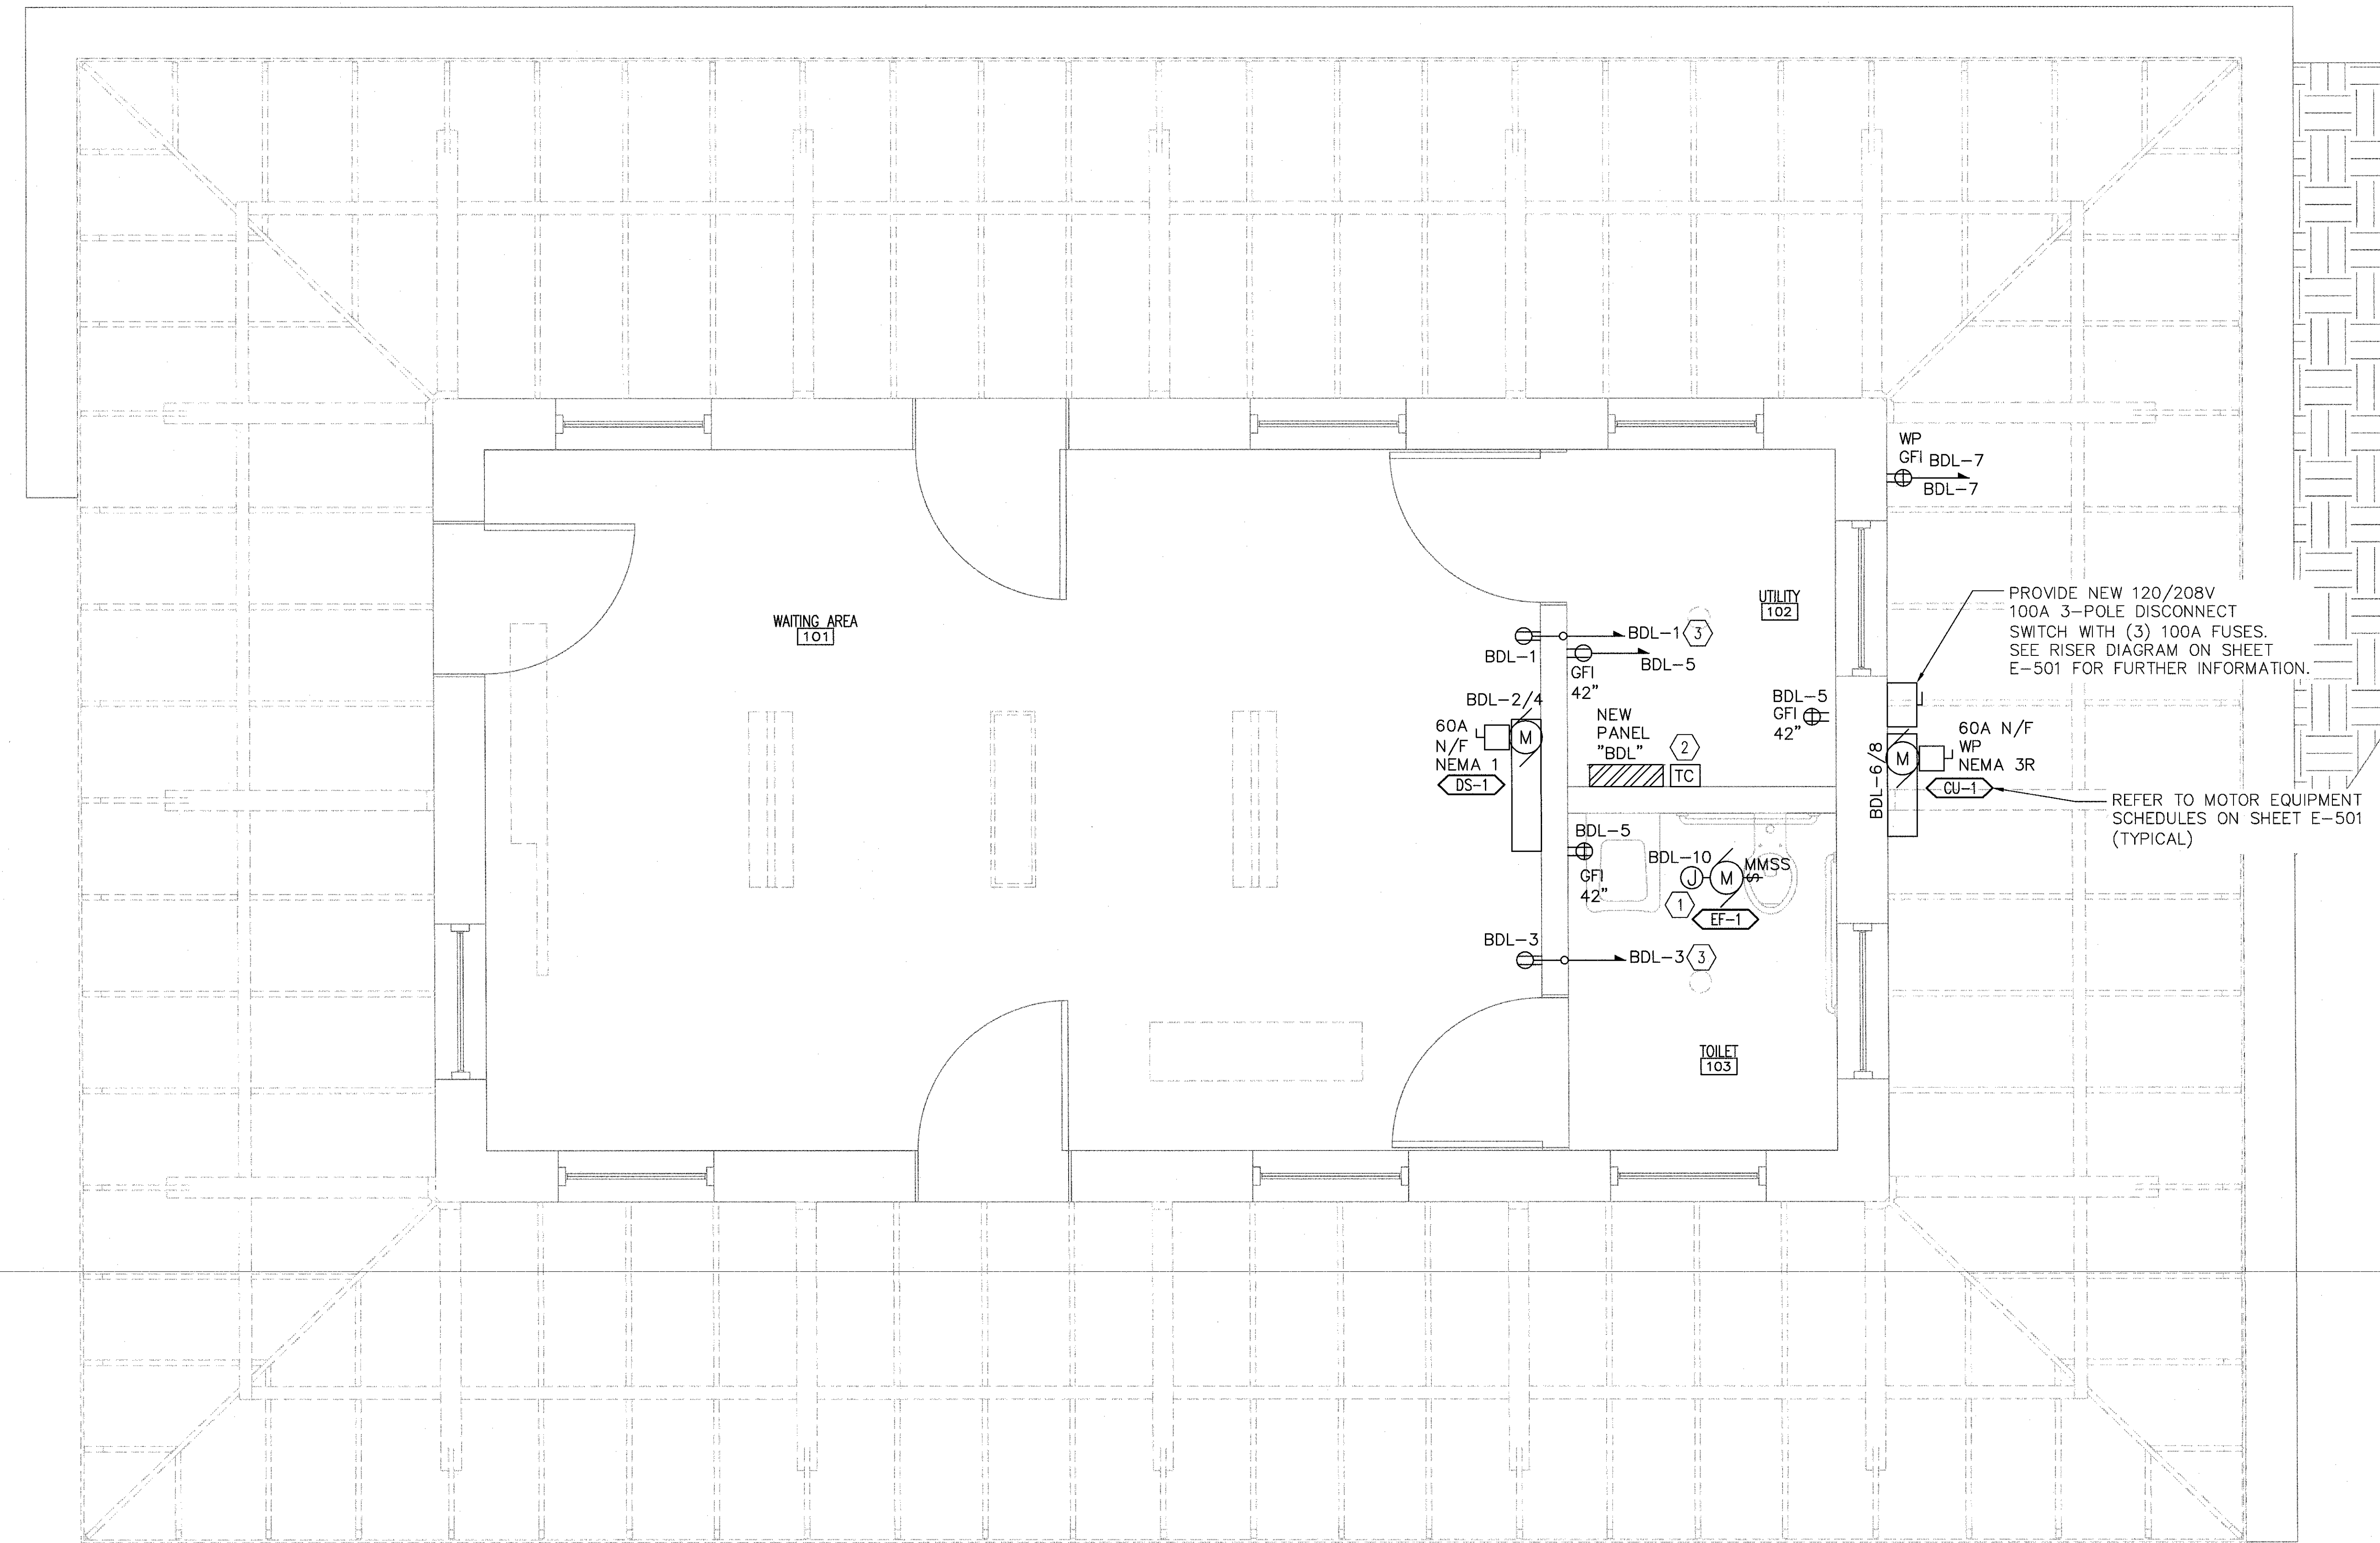 WP
GFI BDL-7
BDL-7
PROVIDE NEW 120/208V
100A 3-POLE DISCONNECT
SWITCH WITH (3) 100A FUSES.
SEE RISER DIAGRAM ON SHEET
E-501 FOR FURTHER INFORMATION.
WAITING AREA
101
UTILITY
102
BDL-1 3
BDL-1
BDL-5
GFI
42"
BDL-2/4
60A
N/F
NEMA 1
M
DS-1
NEW
PANEL
"BDL"
2
TC
BDL-5
GFI
42"
BDL-6/8
M
60A N/F
WP
NEMA 3R
CU-1
REFER TO MOTOR EQUIPMENT
SCHEDULES ON SHEET E-501
(TYPICAL)
BDL-5
GFI
42"
BDL-10
MMSS
J M $
1
EF-1
BDL-3
BDL-3 3
TOILET
103